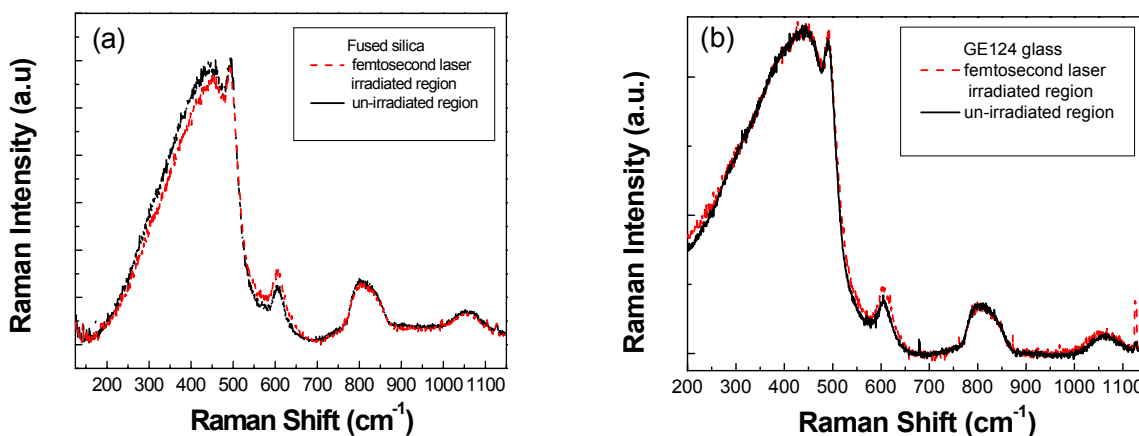 (a)
Fused silica
femtosecond laser
irradiated region
un-irradiated region
Raman Intensity (a.u)
200 300 400 500 600 700 800 900 1000 1100
Raman Shift (cm-1)
(b)
GE124 glass
femtosecond laser
irradiated region
un-irradiated region
Raman Intensity (a.u.)
200 300 400 500 600 700 800 900 1000 1100
Raman Shift (cm-1)